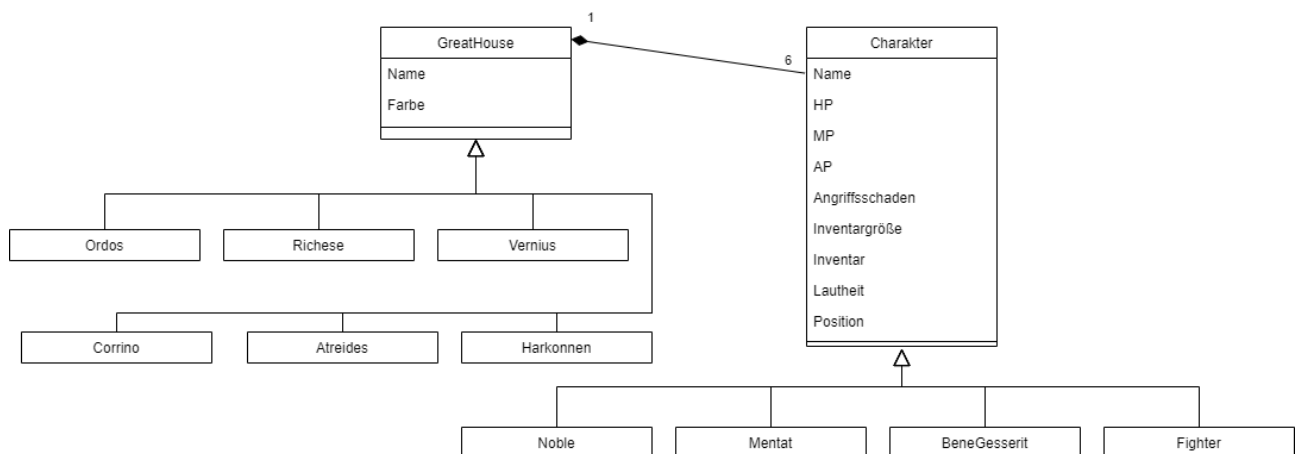 GreatHouse
Name
Farbe
1
6
Charakter
Name
HP
MP
AP
Angriffsschaden
Inventargröße
Inventar
Lautheit
Position
Ordos
Richese
Vernius
Corrino
Atreides
Harkonnen
Noble
Mentat
BeneGesserit
Fighter